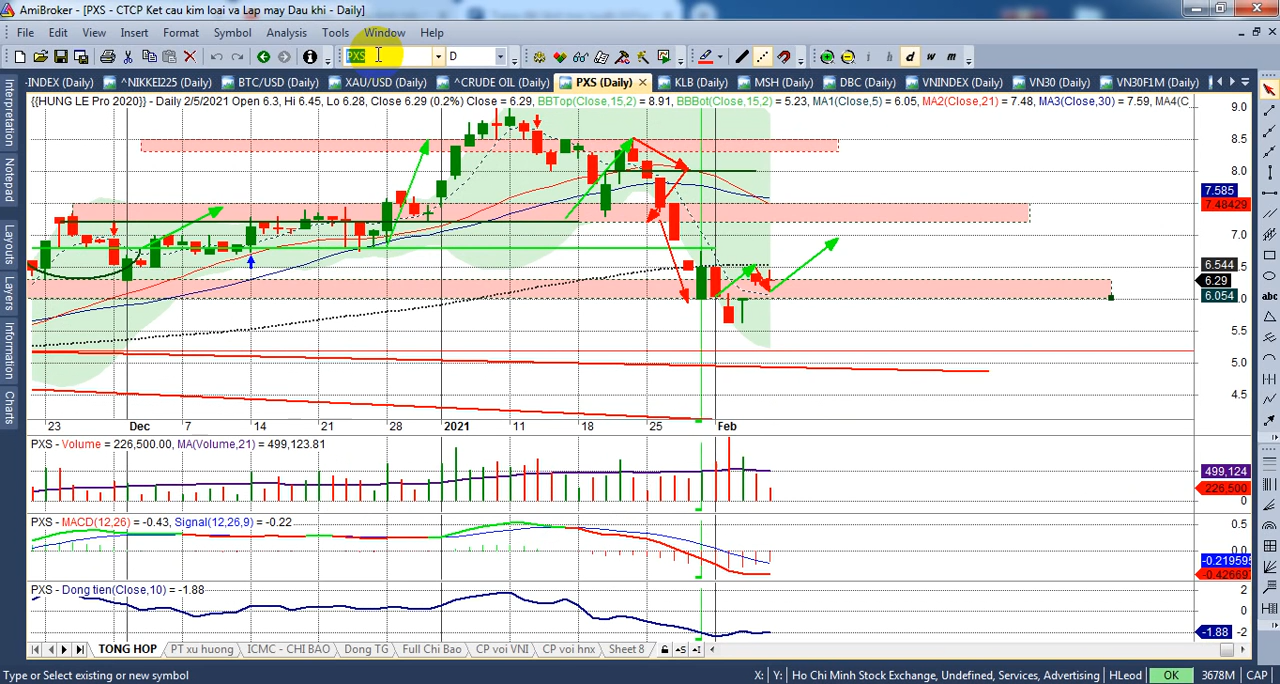 AmiBroker - [PXS - CTCP Ket cau kim loai va Lap may Dau khi - Daily]
File Edit View Insert Format Symbol Analysis Tools Window Help
PXS D d w m
-INDEX (Daily) ^NIKKEI225 (Daily) BTC/USD (Daily) XAU/USD (Daily) ^CRUDE OIL (Daily) PXS (Daily) KLB (Daily) MSH (Daily) DBC (Daily) VNINDEX (Daily) VN30 (Daily) VN30F1M (Daily)
{{HUNG LE Pro 2020}} - Daily 2/5/2021 Open 6.3, Hi 6.45, Lo 6.28, Close 6.29 (0.2%) Close = 6.29, BBTop(Close,15,2) = 8.91, BBBot(Close,15,2) = 5.23, MA1(Close,5) = 6.05, MA2(Close,21) = 7.48, MA3(Close,30) = 7.59, MA4(C
Interpretation
Notepad
Layouts
Layers
Information
Charts
abc
9.0
8.5
8.0
7.585
7.48429
7.0
6.544
6.29
6.054
6.0
5.5
5.0
4.5
23 Dec 7 14 21 28 2021 11 18 25 Feb
PXS - Volume = 226,500.00, MA(Volume,21) = 499,123.81
499,124
226,500
0
PXS - MACD(12,26) = -0.43, Signal(12,26,9) = -0.22
0.5
0.0
-0.219595
-0.42669
PXS - Dong tien(Close,10) = -1.88
2
0
-1.88
-2
TONG HOP PT xu huong ICMC - CHI BAO Dong TG Full Chi Bao CP voi VNI CP voi hnx Sheet 8
Type or Select existing or new symbol X: Y: Ho Chi Minh Stock Exchange, Undefined, Services, Advertising HLeod OK 3678M CAP